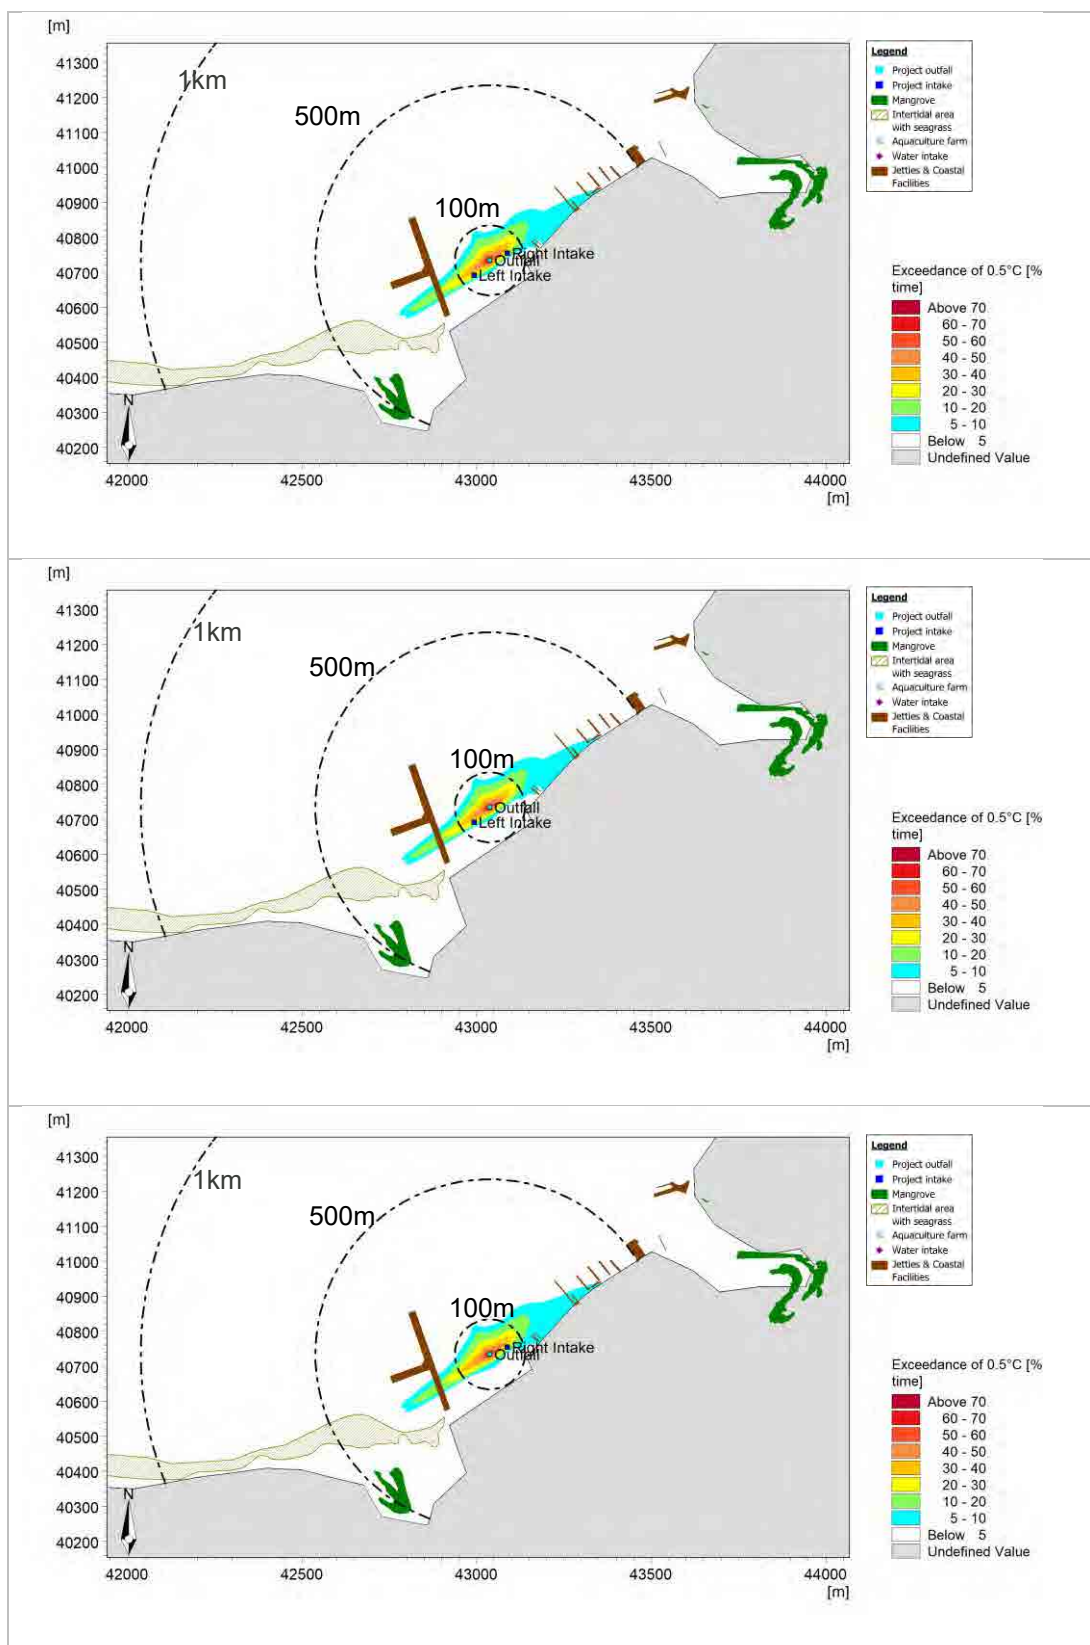 [m]
41300
41200
41100
41000
40900
40800
40700
40600
40500
40400
40300
40200
1km
500m
100m
Right Intake
Outfall
Left Intake
N
42000 42500 43000 43500 44000
[m]
Legend
Project outfall
Project intake
Mangrove
Intertidal area
with seagrass
Aquaculture farm
Water intake
Jetties & Coastal
Facilities
Exceedance of 0.5°C [%
time]
Above 70
60 - 70
50 - 60
40 - 50
30 - 40
20 - 30
10 - 20
5 - 10
Below 5
Undefined Value
[m]
41300
41200
41100
41000
40900
40800
40700
40600
40500
40400
40300
40200
1km
500m
100m
Outfall
Left Intake
N
42000 42500 43000 43500 44000
[m]
Legend
Project outfall
Project intake
Mangrove
Intertidal area
with seagrass
Aquaculture farm
Water intake
Jetties & Coastal
Facilities
Exceedance of 0.5°C [%
time]
Above 70
60 - 70
50 - 60
40 - 50
30 - 40
20 - 30
10 - 20
5 - 10
Below 5
Undefined Value
[m]
41300
41200
41100
41000
40900
40800
40700
40600
40500
40400
40300
40200
1km
500m
100m
Right Intake
Outfall
N
42000 42500 43000 43500 44000
[m]
Legend
Project outfall
Project intake
Mangrove
Intertidal area
with seagrass
Aquaculture farm
Water intake
Jetties & Coastal
Facilities
Exceedance of 0.5°C [%
time]
Above 70
60 - 70
50 - 60
40 - 50
30 - 40
20 - 30
10 - 20
5 - 10
Below 5
Undefined Value